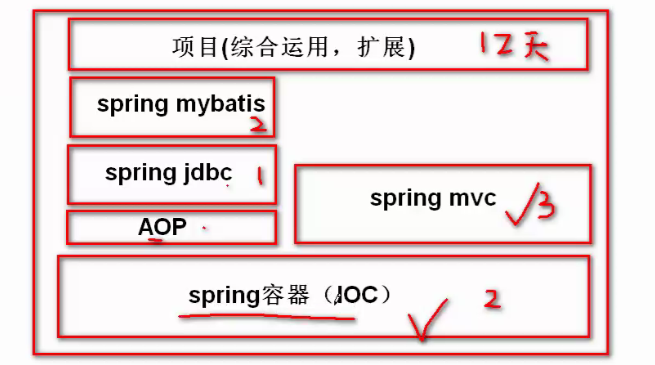 项目(综合运用，扩展) 12天
spring mybatis 2
spring jdbc 1
AOP
spring mvc 3
spring容器（IOC） 2